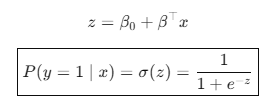 z = β₀ + β^⊤ x
P(y = 1 | x) = σ(z) = 1 / (1 + e^{-z})